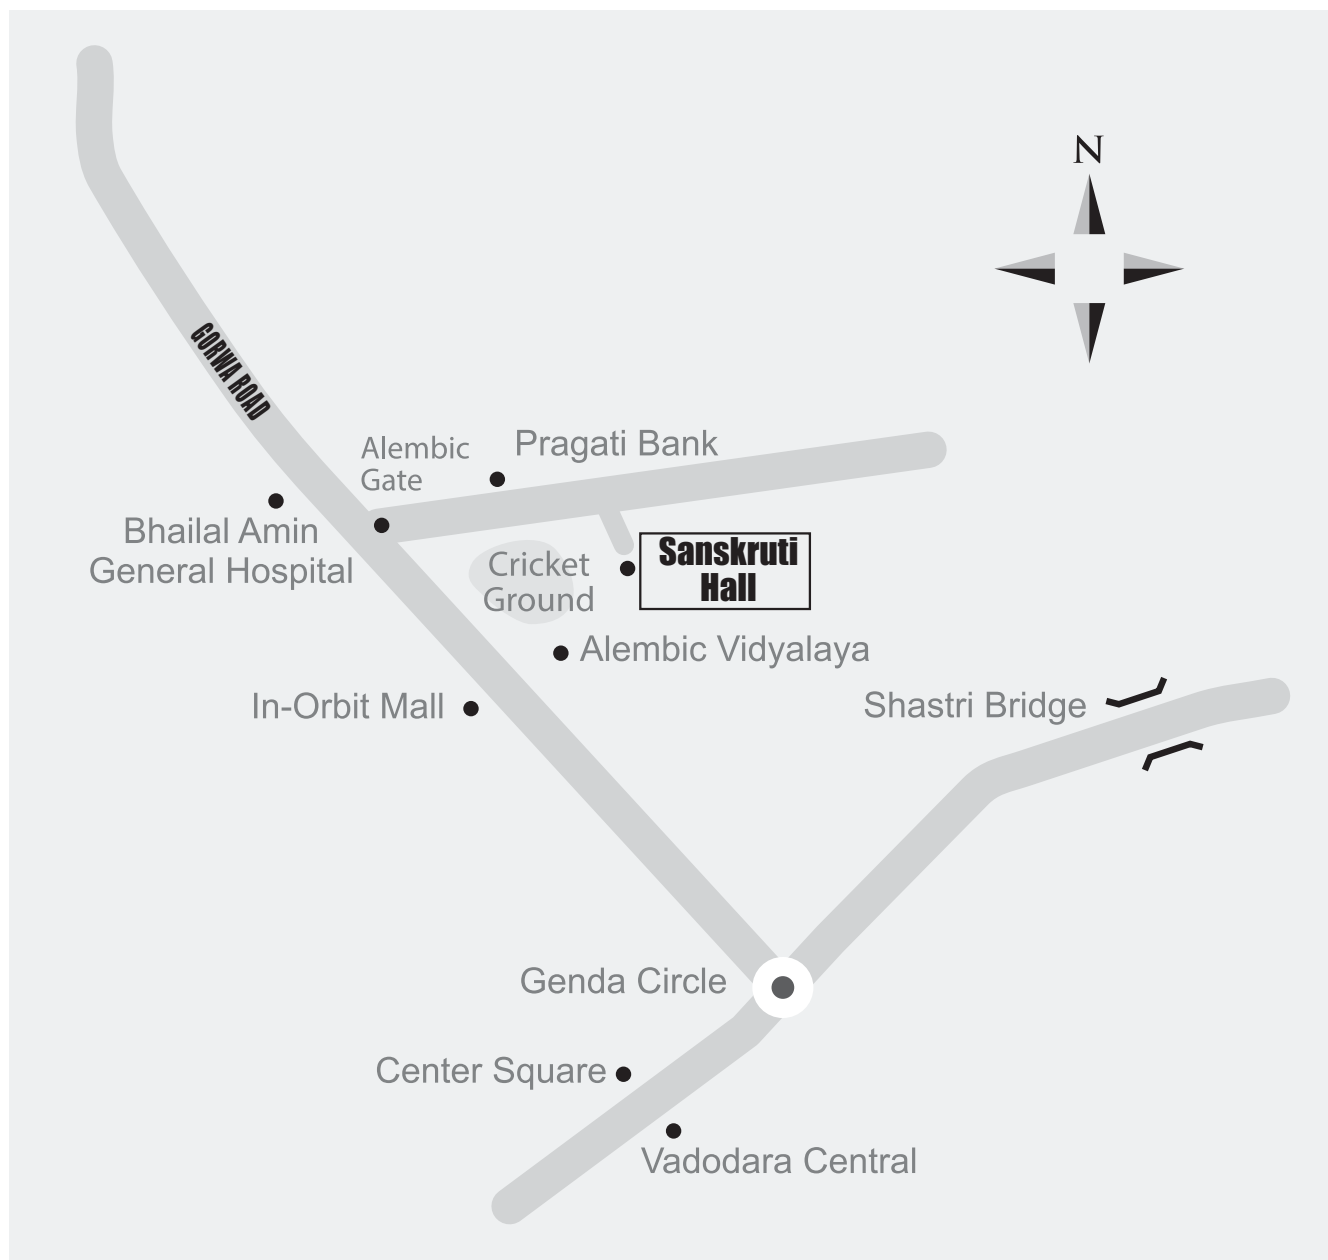 N
GORWA ROAD
Alembic
Gate
Pragati Bank
Bhailal Amin
General Hospital
Cricket
Ground
Sanskruti
Hall
Alembic Vidyalaya
In-Orbit Mall
Shastri Bridge
Genda Circle
Center Square
Vadodara Central